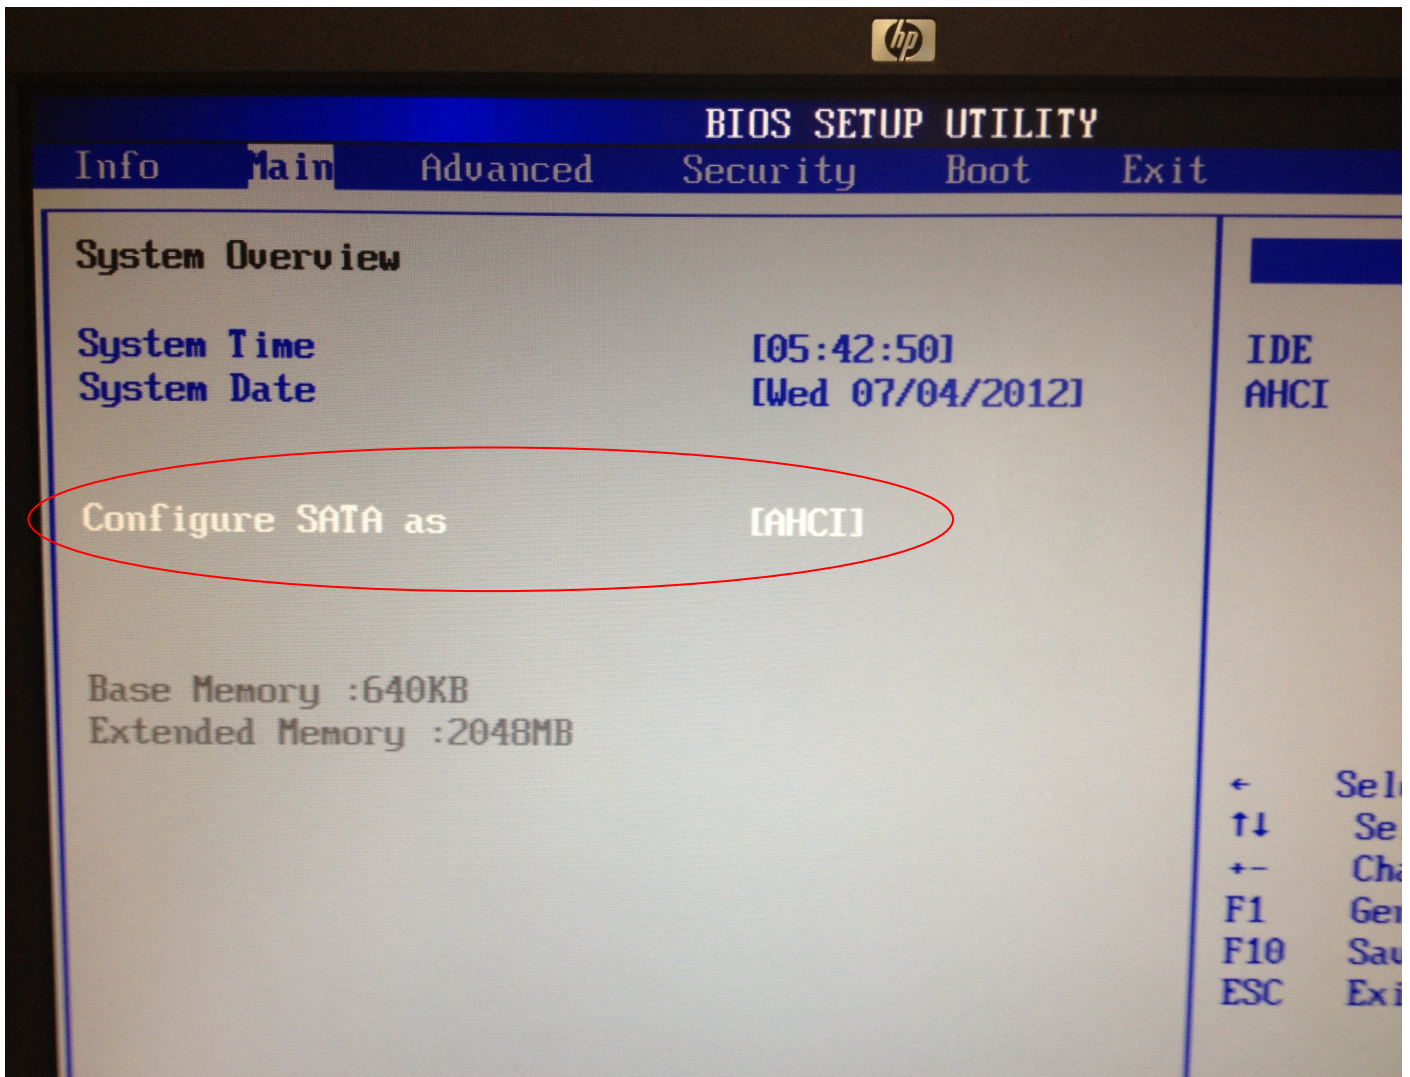 hp
BIOS SETUP UTILITY
Info Main Advanced Security Boot Exit
System Overview
System Time [05:42:50]
System Date [Wed 07/04/2012]
Configure SATA as [AHCI]
Base Memory :640KB
Extended Memory :2048MB
IDE
AHCI
←
↑↓
+-
F1
F10
ESC